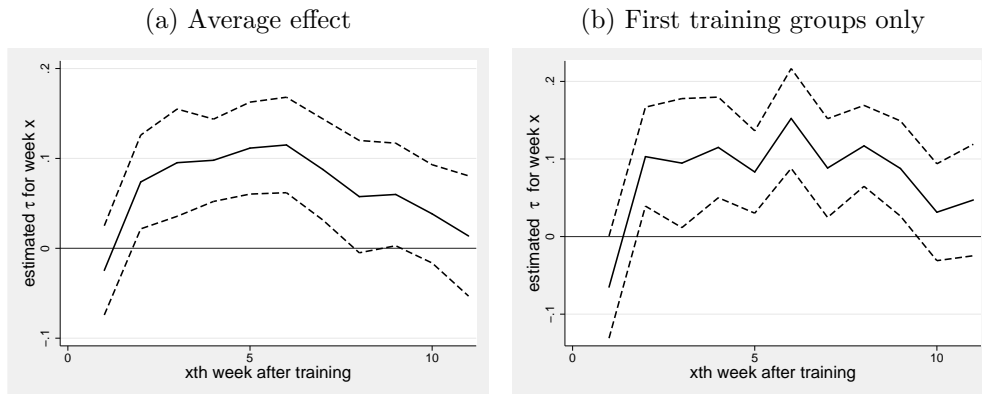 (a) Average effect
(b) First training groups only
estimated τ for week x
.2
.1
0
-.1
0
5
10
xth week after training
estimated τ for week x
.2
.1
0
-.1
0
5
10
xth week after training